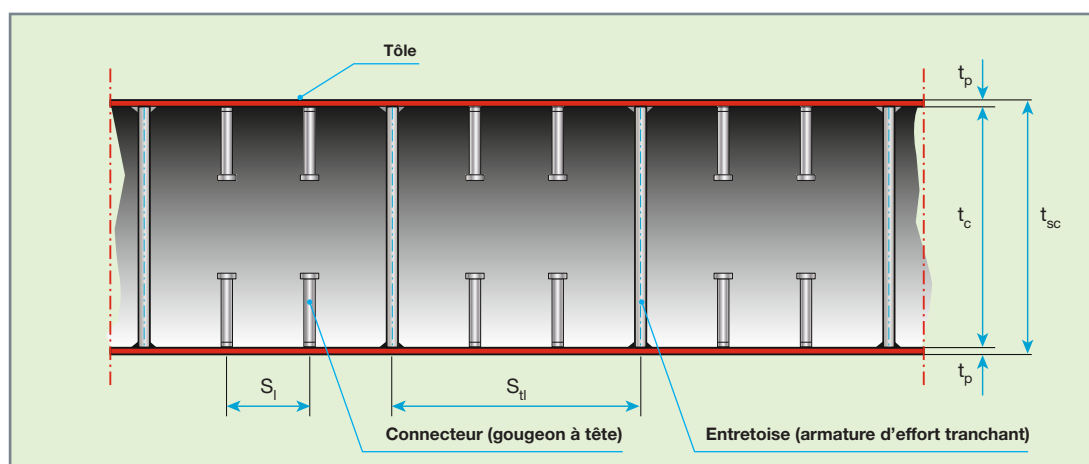 Tôle
tp
tc
tsc
tp
Sl
Stl
Connecteur (gougeon à tête)
Entretoise (armature d'effort tranchant)